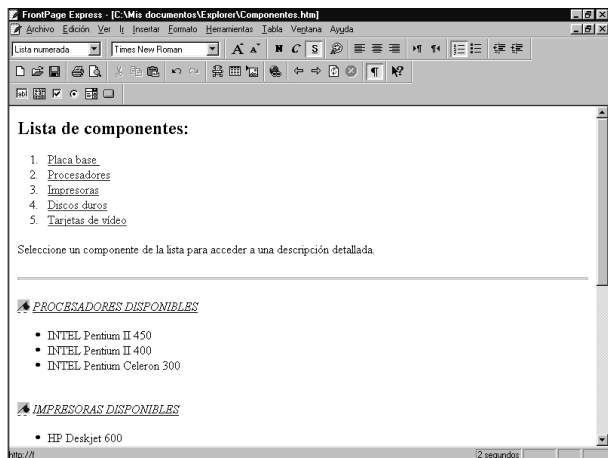 FrontPage Express - [C:\Mis documentos\Explorer\Componentes.htm]
Archivo Edición Ver Ir Insertar Formato Herramientas Tabla Ventana Ayuda
Lista numerada Times New Roman A A N C S
Lista de componentes:
1. Placa base
2. Procesadores
3. Impresoras
4. Discos duros
5. Tarjetas de vídeo
Seleccione un componente de la lista para acceder a una descripción detallada.
PROCESADORES DISPONIBLES
• INTEL Pentium II 450
• INTEL Pentium II 400
• INTEL Pentium Celeron 300
IMPRESORAS DISPONIBLES
• HP Deskjet 600
http://f 2 segundos